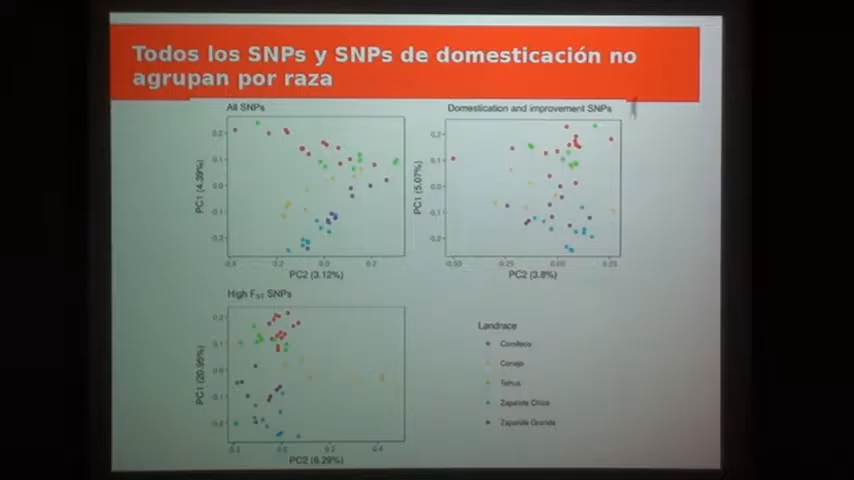 Todos los SNPs y SNPs de domesticación no
agrupan por raza
All SNPs
Domestication and improvement SNPs
PC1 (4.39%)
PC2 (3.12%)
PC1 (5.07%)
PC2 (3.8%)
High FST SNPs
PC1 (20.95%)
PC2 (6.29%)
Landrace
Comiteco
Conejo
Tehua
Zapalote Chico
Zapalote Grande